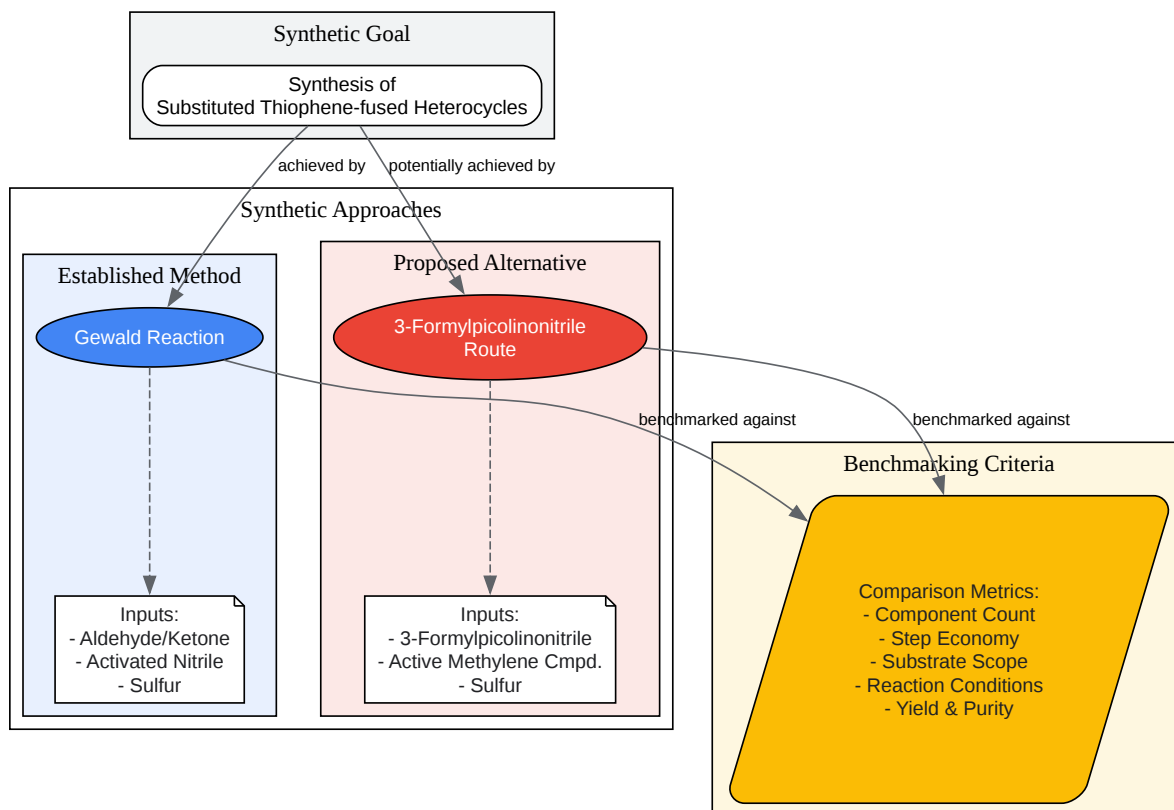 Synthetic Goal
Synthesis of
Substituted Thiophene-fused Heterocycles
achieved by
potentially achieved by
Synthetic Approaches
Established Method
Proposed Alternative
Gewald Reaction
3-Formylpicolinonitrile
Route
benchmarked against
benchmarked against
Benchmarking Criteria
Inputs:
- Aldehyde/Ketone
- Activated Nitrile
- Sulfur
Inputs:
- 3-Formylpicolinonitrile
- Active Methylene Cmpd.
- Sulfur
Comparison Metrics:
- Component Count
- Step Economy
- Substrate Scope
- Reaction Conditions
- Yield & Purity